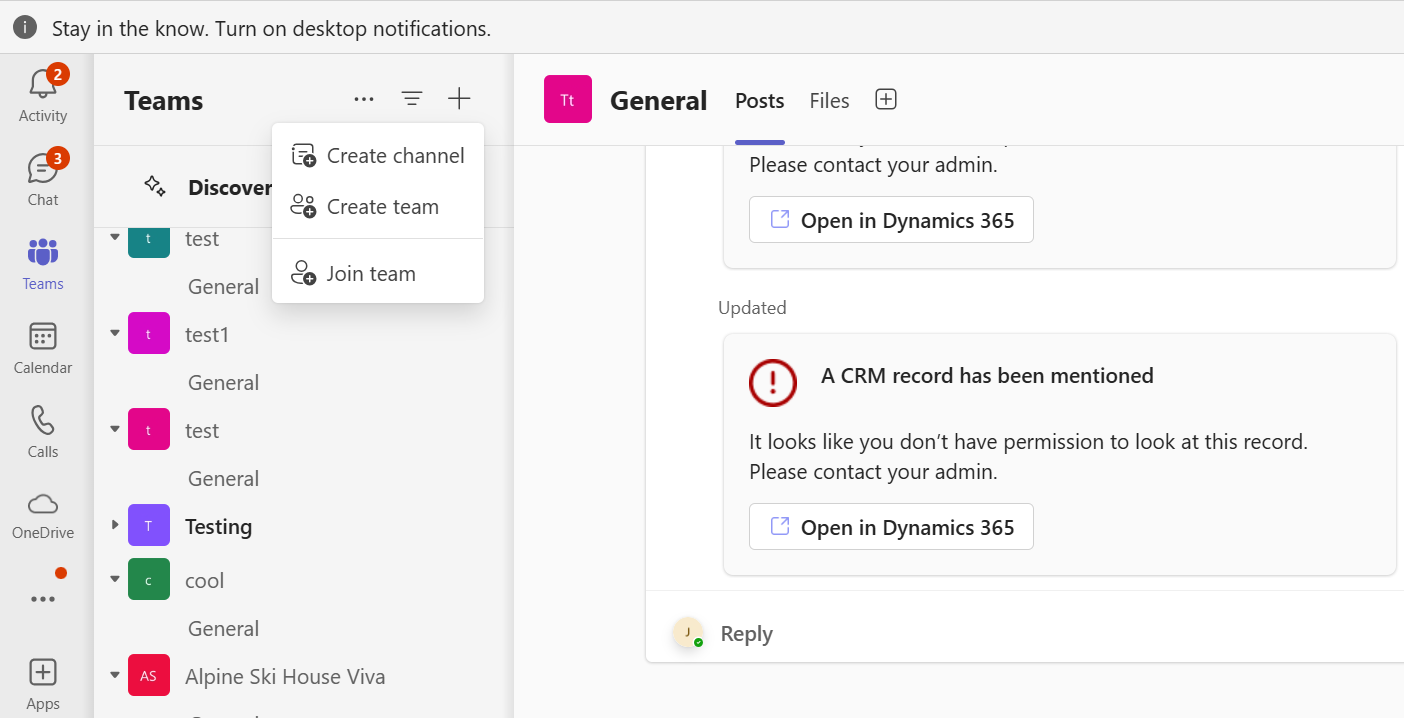 Stay in the know. Turn on desktop notifications.
2
Activity
3
Chat
Teams
Calendar
Calls
OneDrive
Apps
Teams
Create channel
Create team
Join team
Discover
t
test
General
t
test1
General
t
test
General
T
Testing
c
cool
General
AS
Alpine Ski House Viva
Tt
General
Posts
Files
Please contact your admin.
Open in Dynamics 365
Updated
A CRM record has been mentioned
It looks like you don’t have permission to look at this record.
Please contact your admin.
Open in Dynamics 365
J
Reply